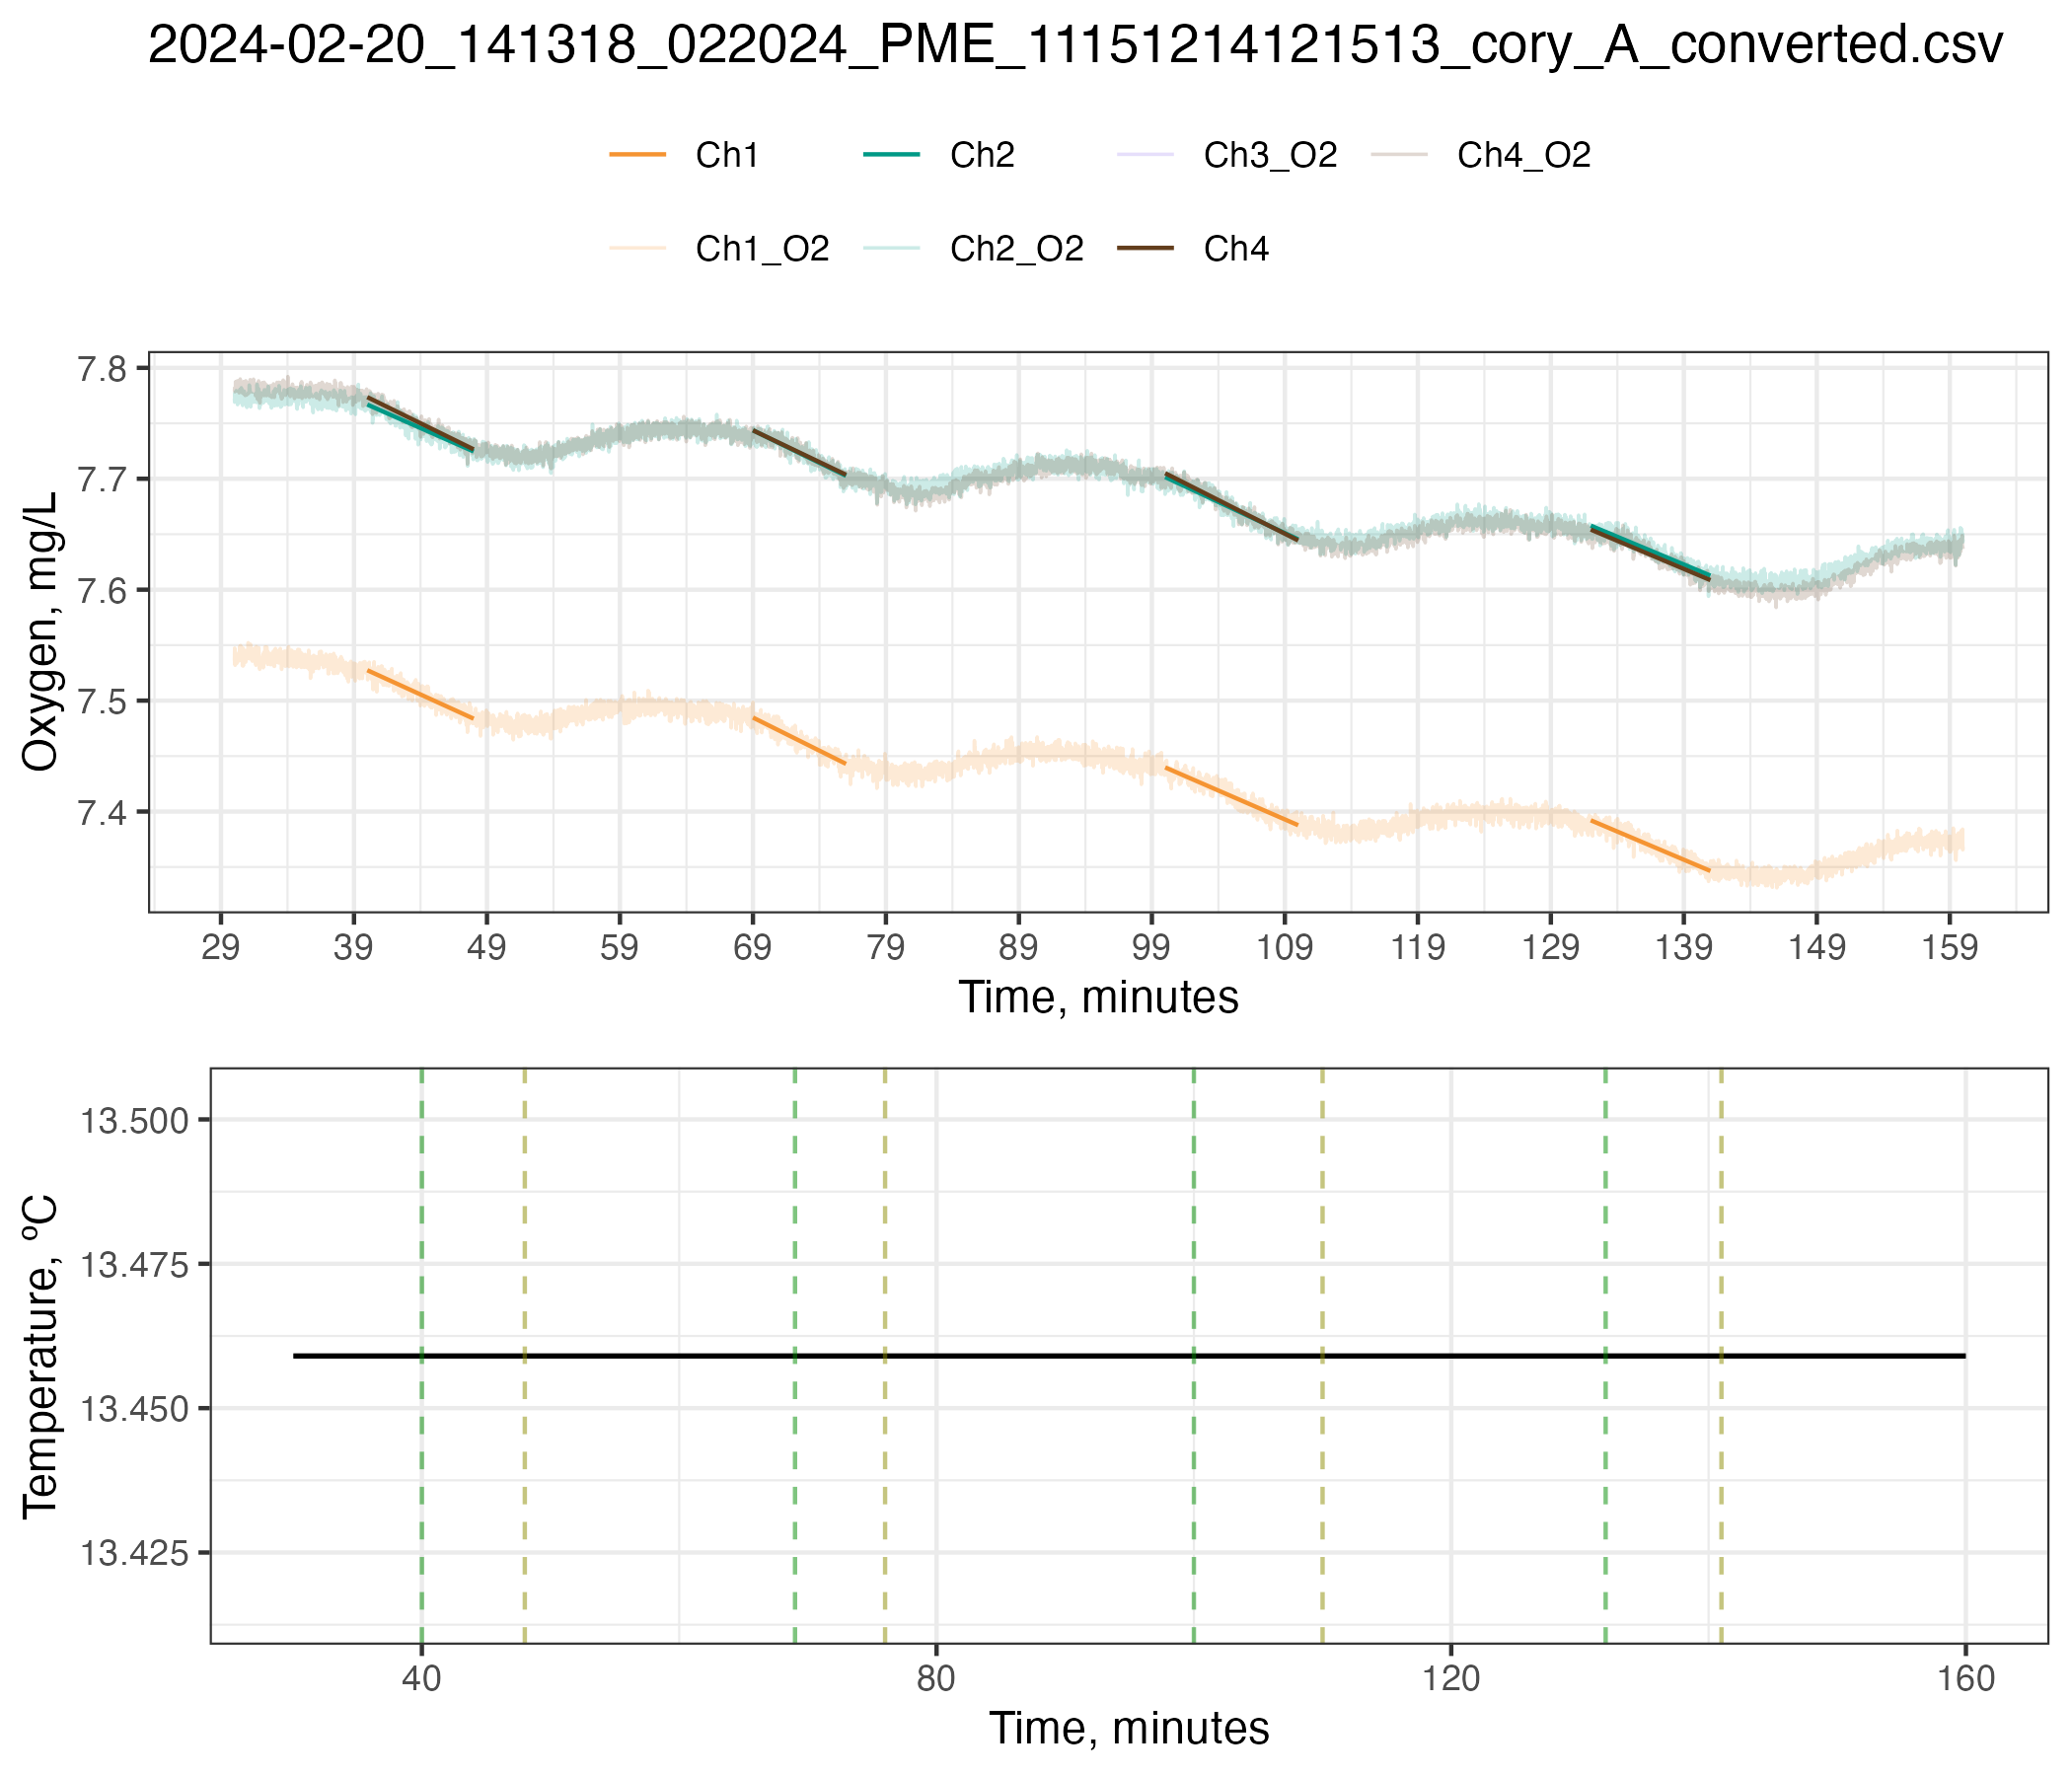 2024-02-20_141318_022024_PME_11151214121513_cory_A_converted.csv
Ch1 Ch2 Ch3_O2 Ch4_O2
Ch1_O2 Ch2_O2 Ch4
Oxygen, mg/L
7.8
7.7
7.6
7.5
7.4
29 39 49 59 69 79 89 99 109 119 129 139 149 159
Time, minutes
Temperature, ºC
13.500
13.475
13.450
13.425
40 80 120 160
Time, minutes